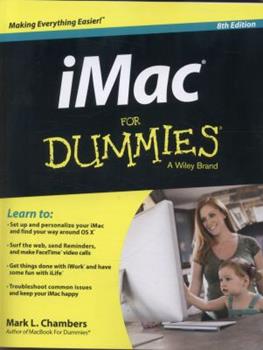 Making Everything Easier!™
8th Edition
iMac®
FOR
DUMMIES®
A Wiley Brand
Learn to:
• Set up and personalize your iMac
and find your way around OS X®
• Surf the web, send Reminders,
and make FaceTime® video calls
• Get things done with iWork® and have
some fun with iLife®
• Troubleshoot common issues
and keep your iMac happy
Mark L. Chambers
Author of MacBook For Dummies®